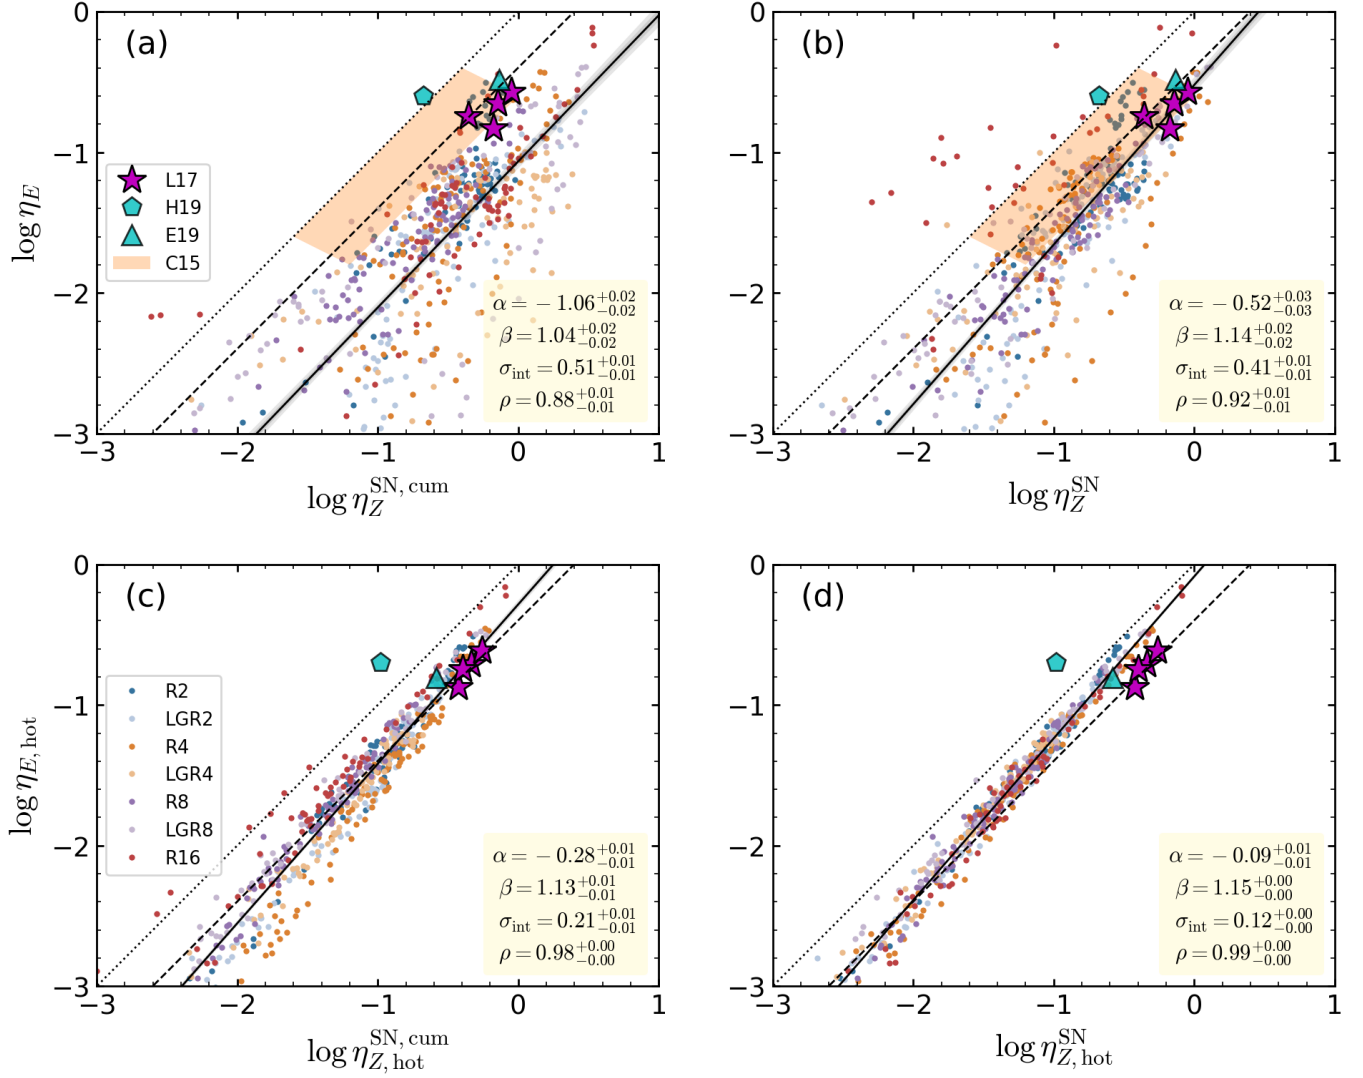 (a)
log η_E
0
−1
−2
−3
L17
H19
E19
C15
α = −1.06^{+0.02}_{−0.02}
β = 1.04^{+0.02}_{−0.02}
σ_int = 0.51^{+0.01}_{−0.01}
ρ = 0.88^{+0.01}_{−0.01}
−3 −2 −1 0 1
log η_Z^{SN, cum}
(b)
0
−1
−2
−3
α = −0.52^{+0.03}_{−0.03}
β = 1.14^{+0.02}_{−0.02}
σ_int = 0.41^{+0.01}_{−0.01}
ρ = 0.92^{+0.01}_{−0.01}
−3 −2 −1 0 1
log η_Z^{SN}
(c)
log η_{E, hot}
0
−1
−2
−3
R2
LGR2
R4
LGR4
R8
LGR8
R16
α = −0.28^{+0.01}_{−0.01}
β = 1.13^{+0.01}_{−0.01}
σ_int = 0.21^{+0.01}_{−0.01}
ρ = 0.98^{+0.00}_{−0.00}
−3 −2 −1 0 1
log η_{Z, hot}^{SN, cum}
(d)
0
−1
−2
−3
α = −0.09^{+0.01}_{−0.01}
β = 1.15^{+0.00}_{−0.00}
σ_int = 0.12^{+0.00}_{−0.00}
ρ = 0.99^{+0.00}_{−0.00}
−3 −2 −1 0 1
log η_{Z, hot}^{SN}